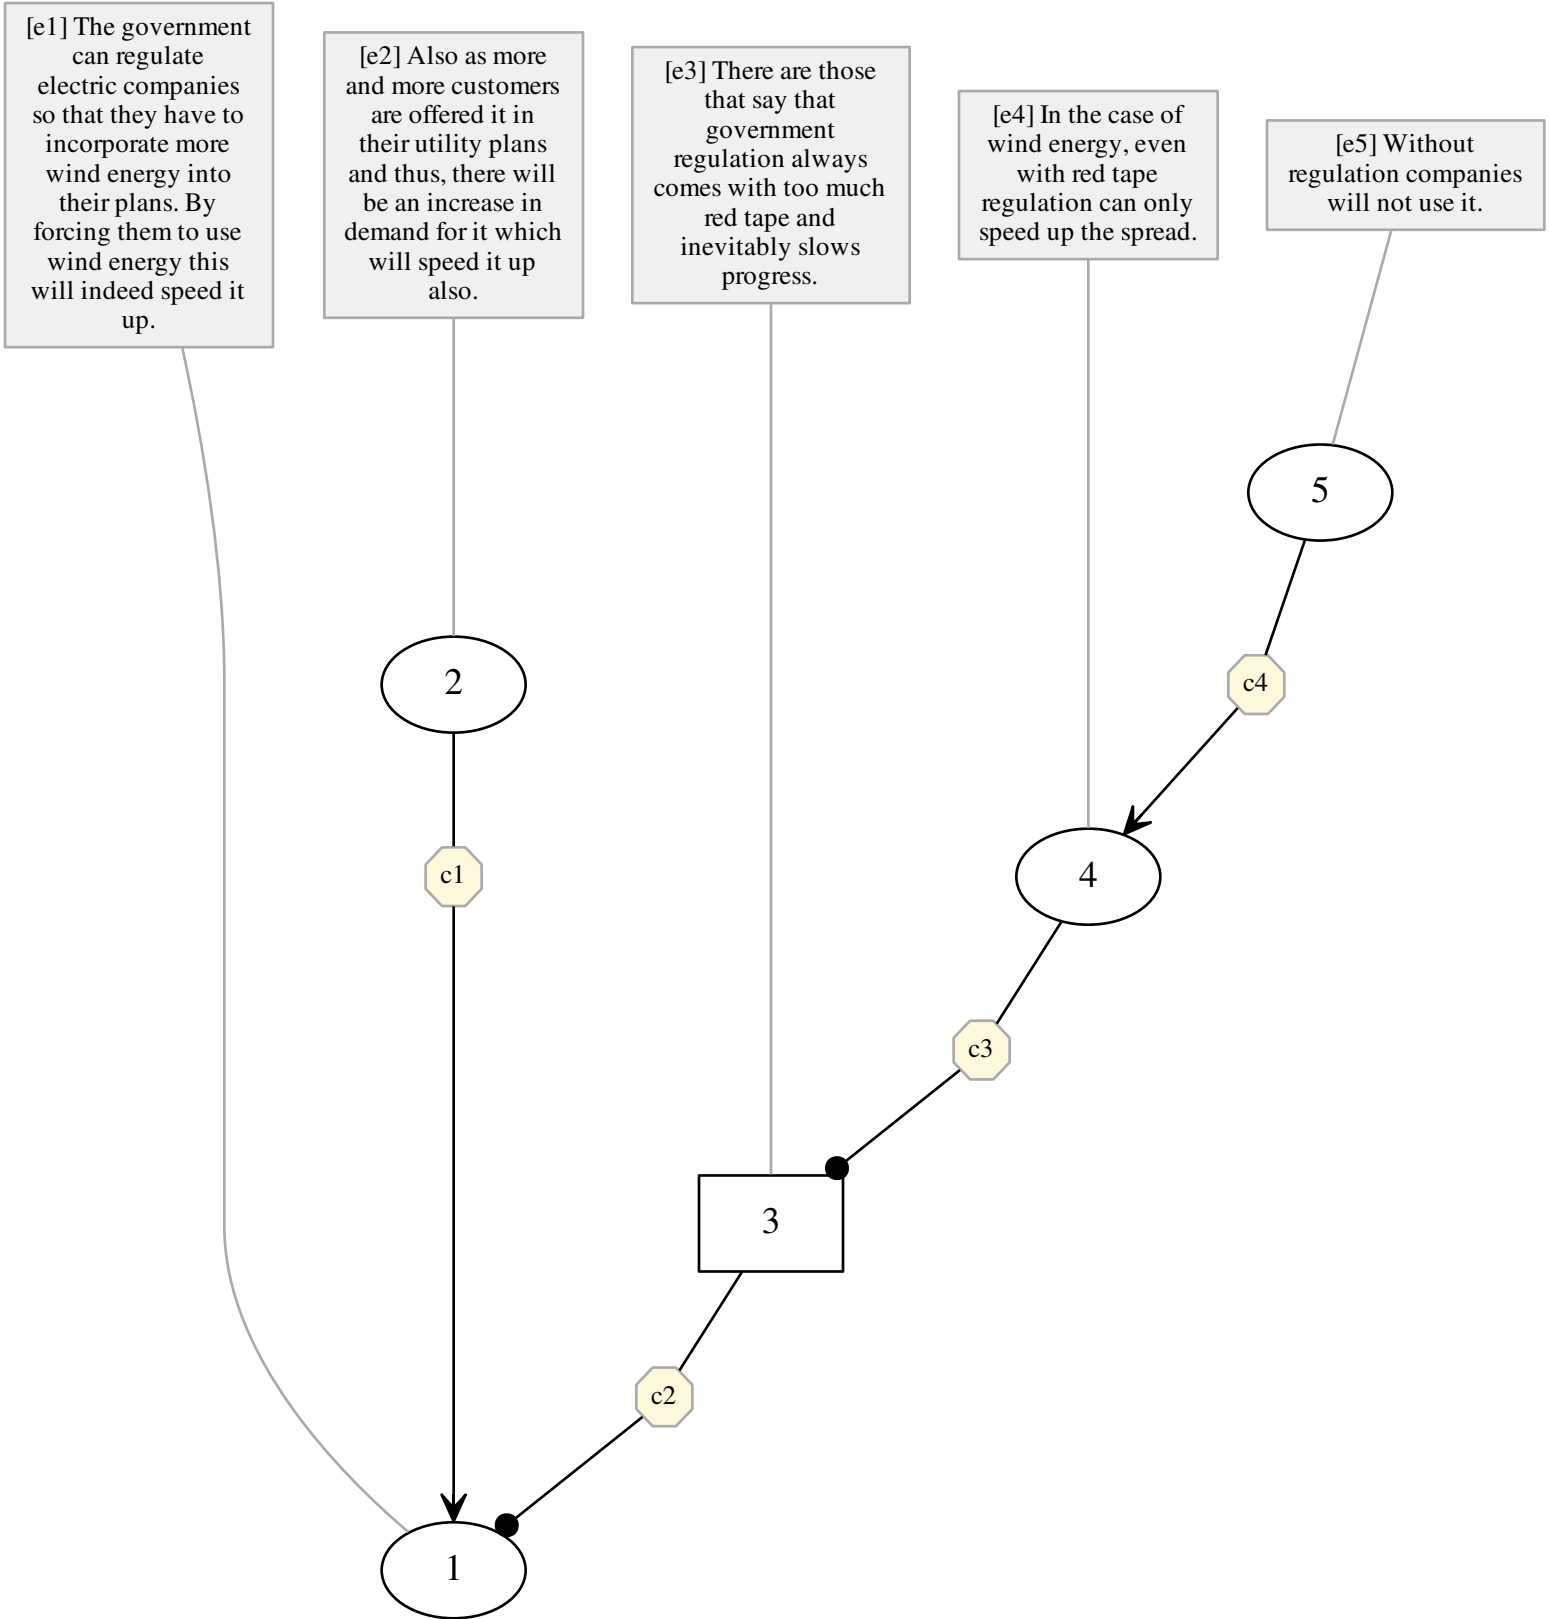 [e1] The government
can regulate
electric companies
so that they have to
incorporate more
wind energy into
their plans. By
forcing them to use
wind energy this
will indeed speed it
up.
[e2] Also as more
and more customers
are offered it in
their utility plans
and thus, there will
be an increase in
demand for it which
will speed it up
also.
[e3] There are those
that say that
government
regulation always
comes with too much
red tape and
inevitably slows
progress.
[e4] In the case of
wind energy, even
with red tape
regulation can only
speed up the spread.
[e5] Without
regulation companies
will not use it.
5
2
c4
c1
4
c3
3
c2
1